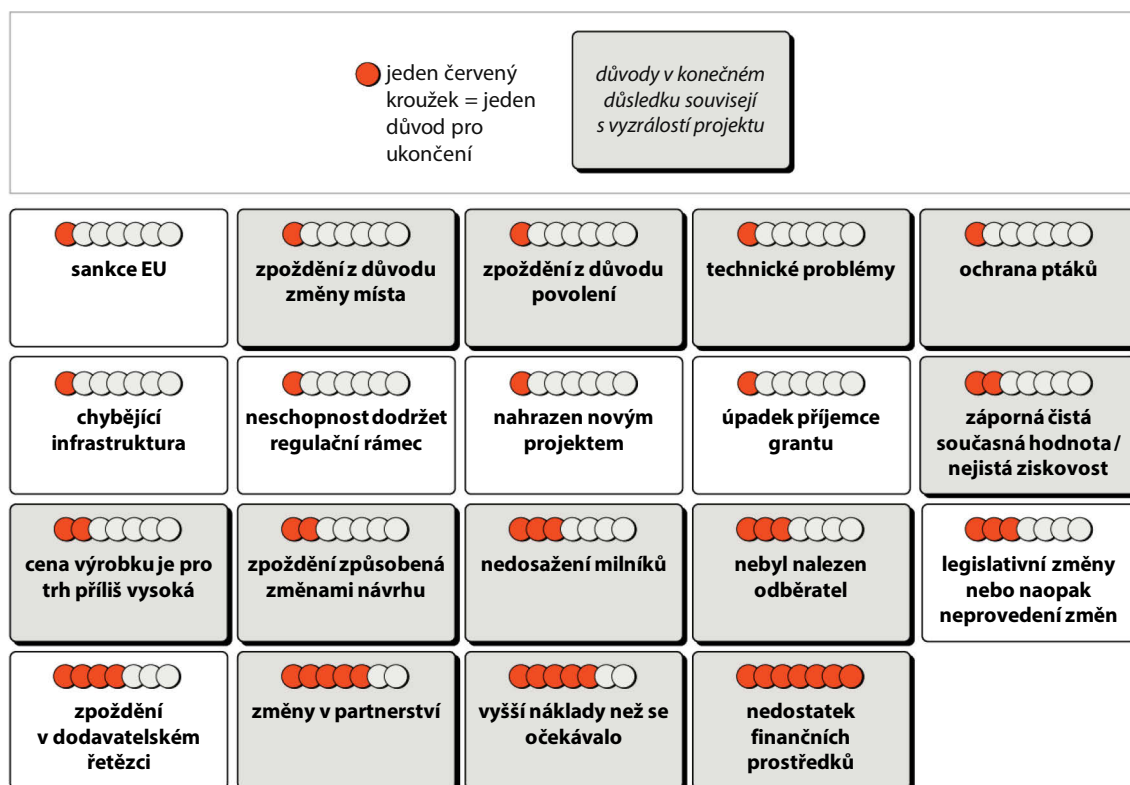 jeden červený
kroužek = jeden
důvod pro
ukončení
důvody v konečném
důsledku souvisejí
s vyzrálostí projektu
sankce EU
zpoždění z důvodu
změny místa
zpoždění z důvodu
povolení
technické problémy
ochrana ptáků
chybějící
infrastruktura
neschopnost dodržet
regulační rámec
nahrazen novým
projektem
úpadek příjemce
grantu
záporná čistá
současná hodnota /
nejistá ziskovost
cena výrobku je pro
trh příliš vysoká
zpoždění způsobená
změnami návrhu
nedosažení milníků
nebyl nalezen
odběratel
legislativní změny
nebo naopak
neprovedení změn
zpoždění
v dodavatelském
řetězci
změny v partnerství
vyšší náklady než se
očekávalo
nedostatek
finančních
prostředků